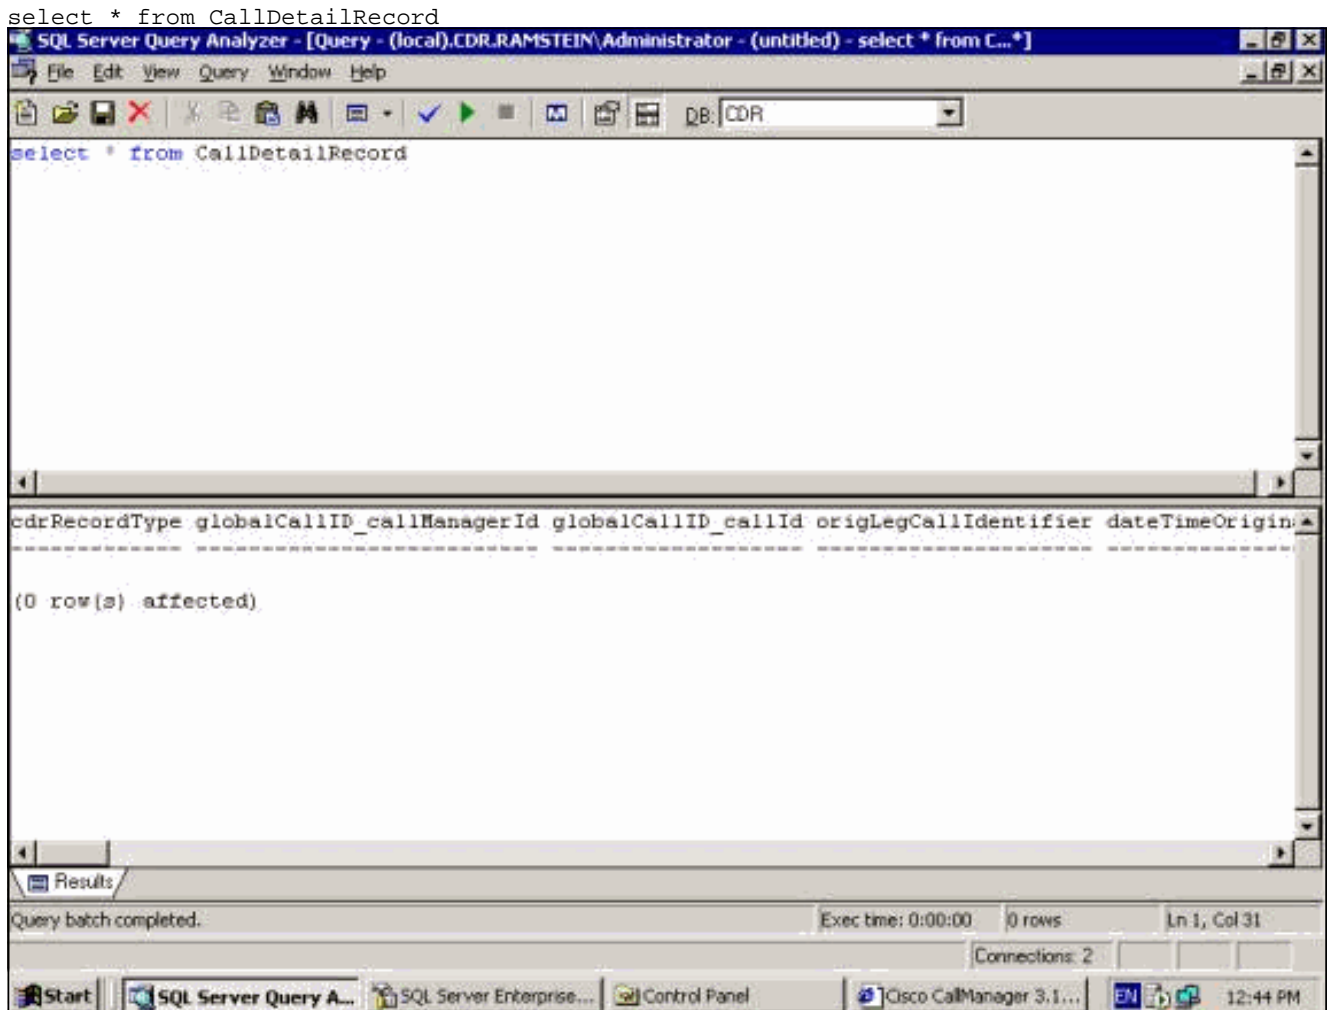 select * from CallDetailRecord
SQL Server Query Analyzer - [Query - (local).CDR.RAMSTEIN\Administrator - (untitled) - select * from C...*]
File Edit View Query Window Help
DB: CDR
select * from CallDetailRecord
cdrRecordType globalCallID_callManagerId globalCallID_callId origLegCallIdentifier dateTimeOrigin
------------- -------------------------- ------------------- --------------------- --------------
(0 row(s) affected)
Results
Query batch completed. Exec time: 0:00:00 0 rows Ln 1, Col 31
Connections: 2
Start SQL Server Query A... SQL Server Enterprise... Control Panel Cisco CallManager 3.1... EN 12:44 PM